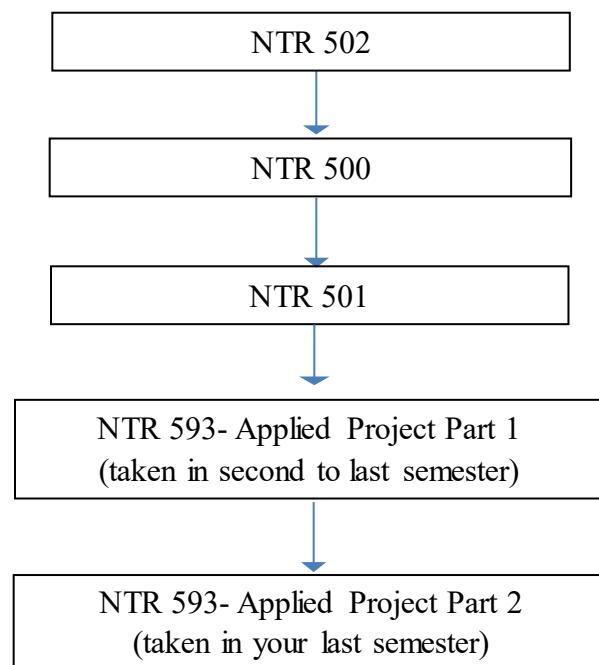 NTR 502
NTR 500
NTR 501
NTR 593- Applied Project Part 1
(taken in second to last semester)
NTR 593- Applied Project Part 2
(taken in your last semester)